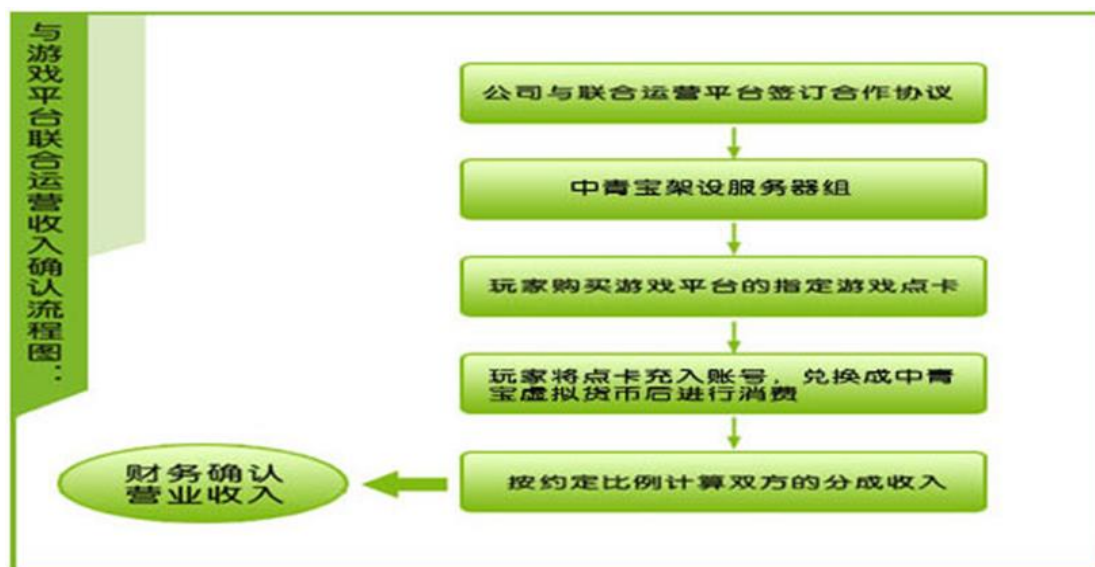 与游戏平台联合运营收入确认流程图：
公司与联合运营平台签订合作协议
中青宝架设服务器组
玩家购买游戏平台的指定游戏点卡
玩家将点卡充入账号，兑换成中青
宝虚拟货币后进行消费
按约定比例计算双方的分成收入
财务确认
营业收入